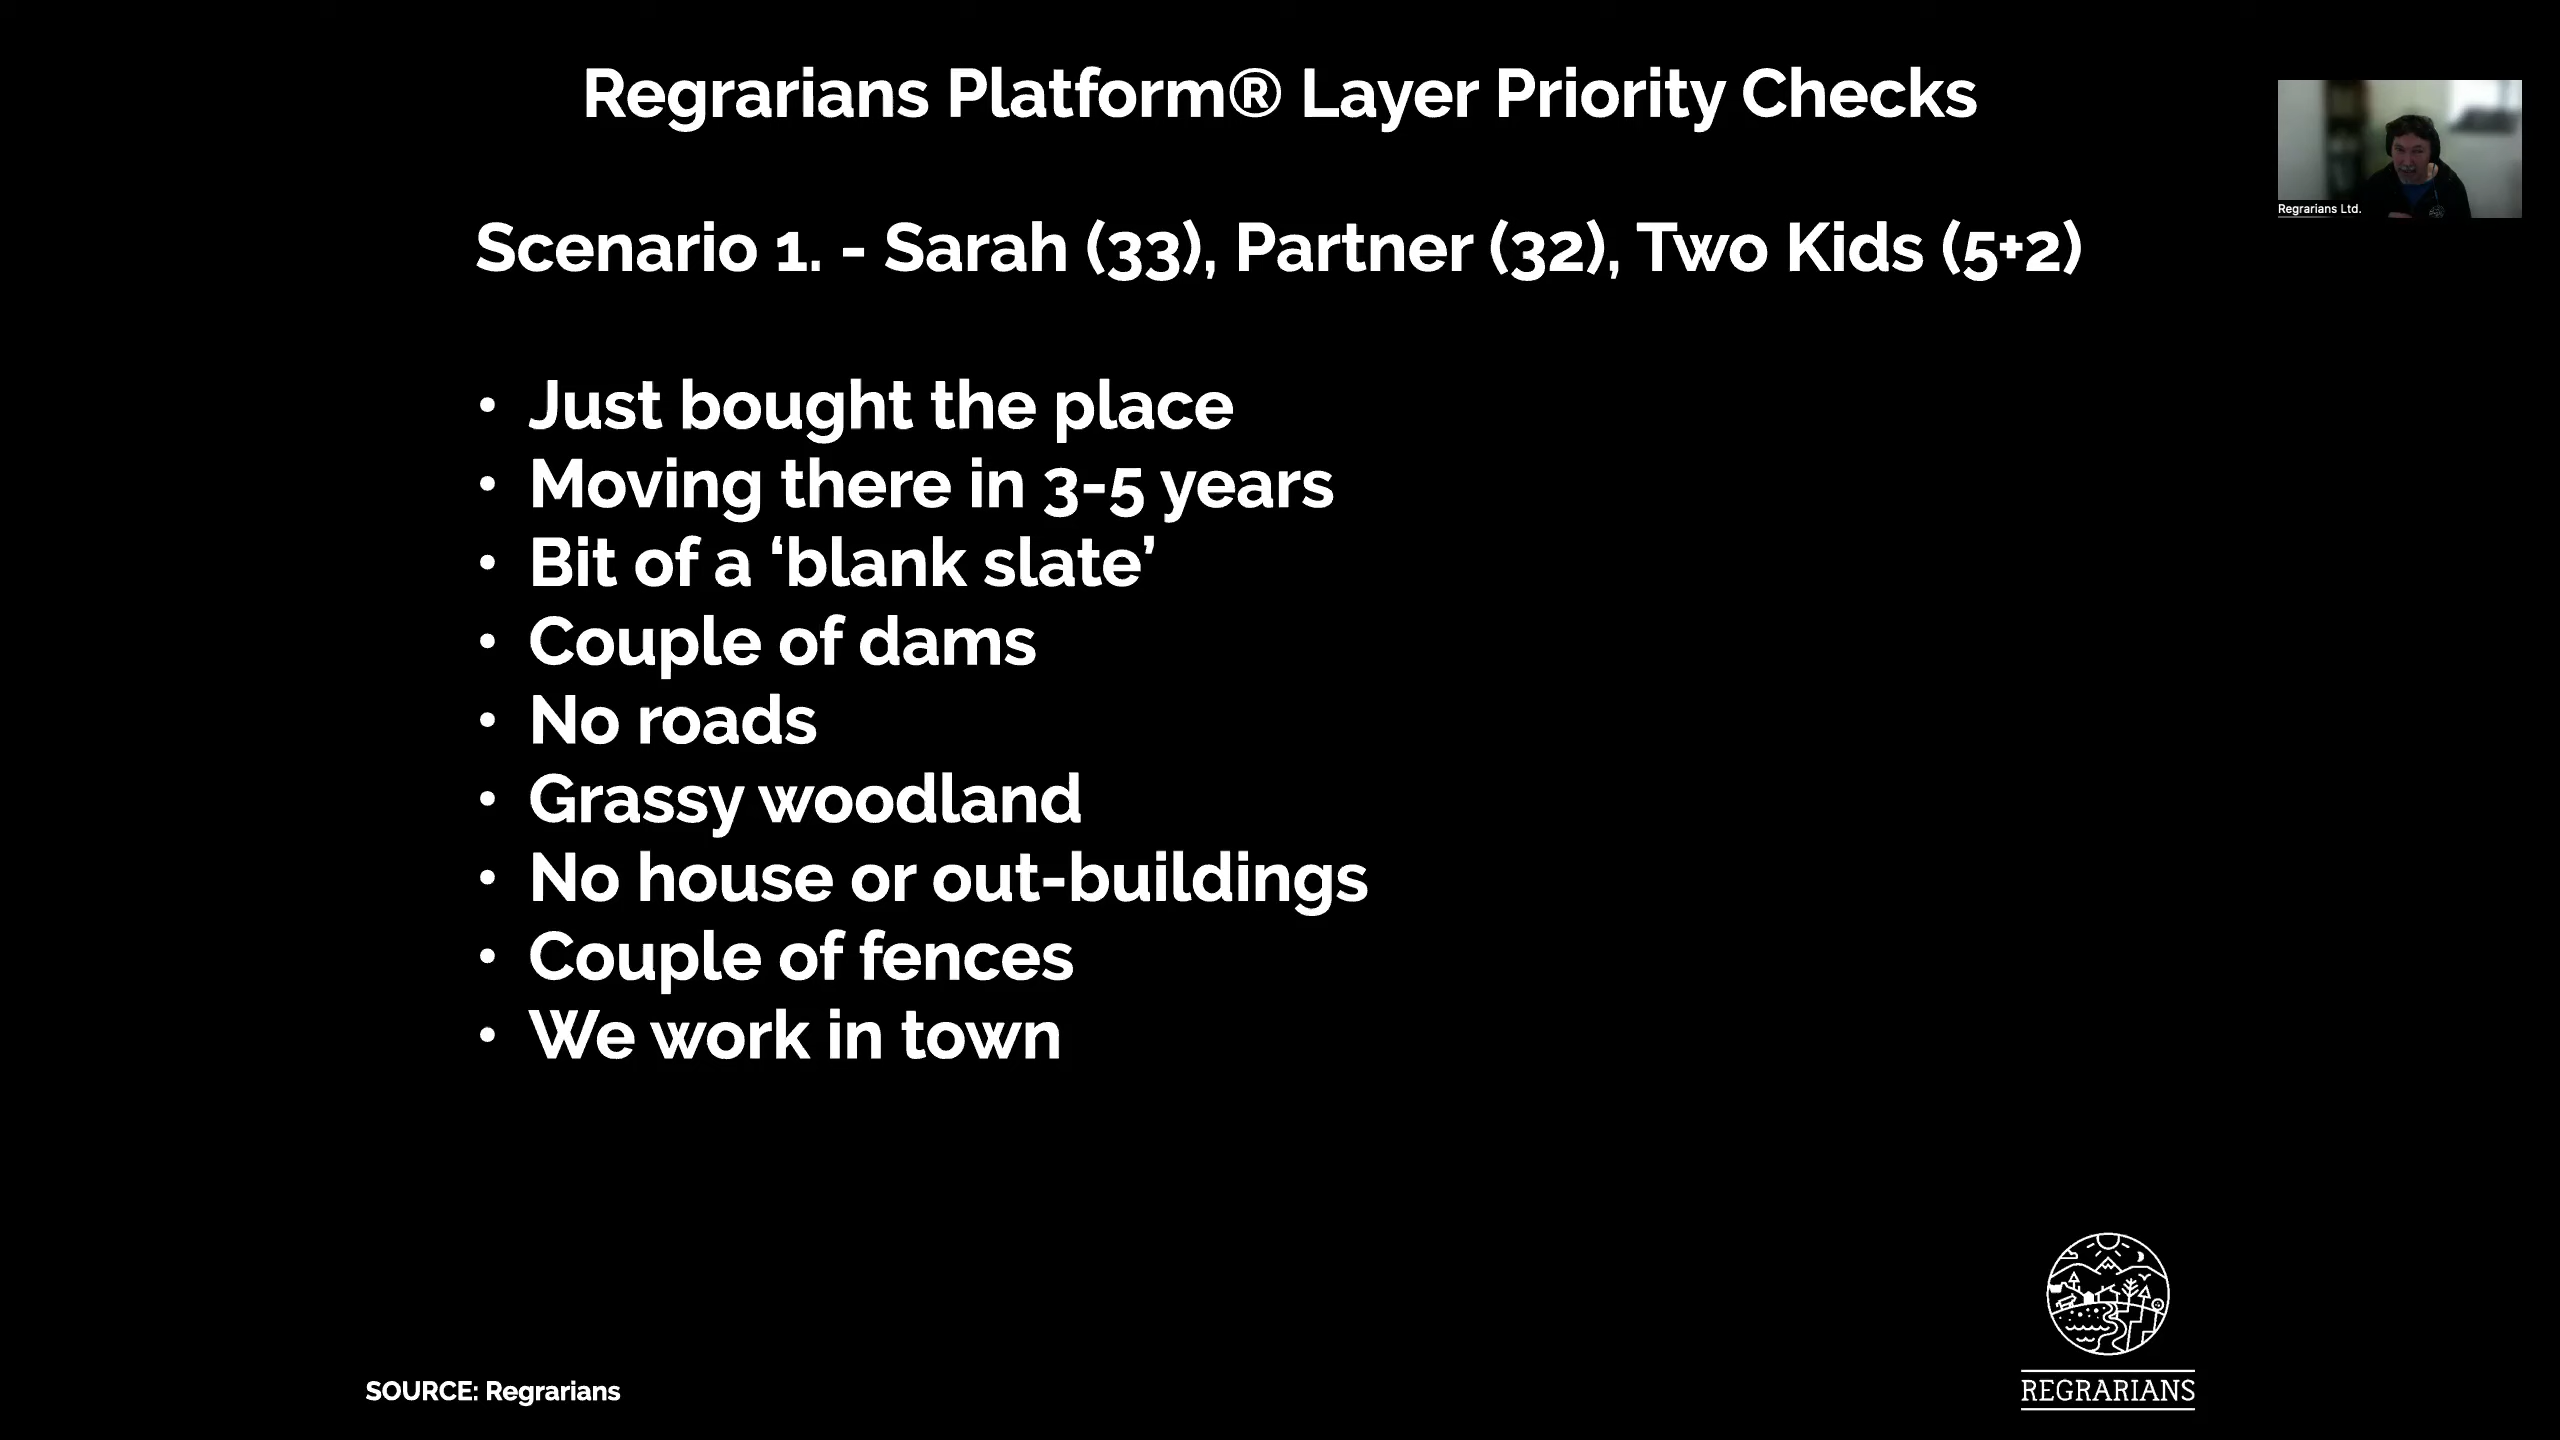 Regrarians Platform® Layer Priority Checks
Regrarians Ltd.
Scenario 1. - Sarah (33), Partner (32), Two Kids (5+2)
• Just bought the place
• Moving there in 3-5 years
• Bit of a ‘blank slate’
• Couple of dams
• No roads
• Grassy woodland
• No house or out-buildings
• Couple of fences
• We work in town
SOURCE: Regrarians
REGRARIANS